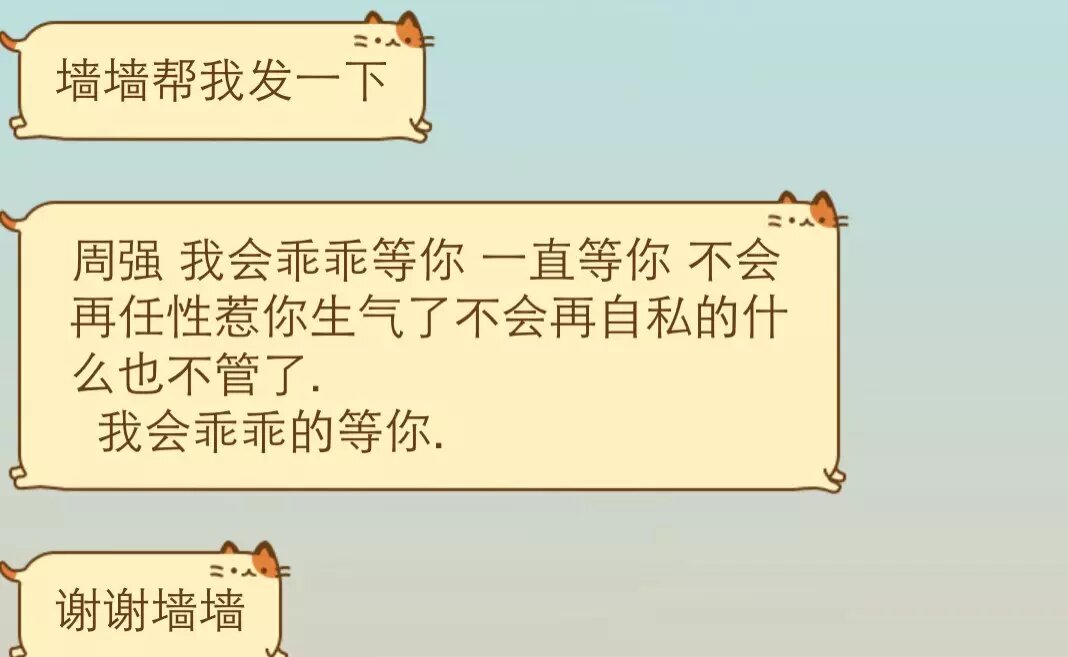 墙墙帮我发一下
周强 我会乖乖等你 一直等你 不会
再任性惹你生气了不会再自私的什
么也不管了.
我会乖乖的等你.
谢谢墙墙